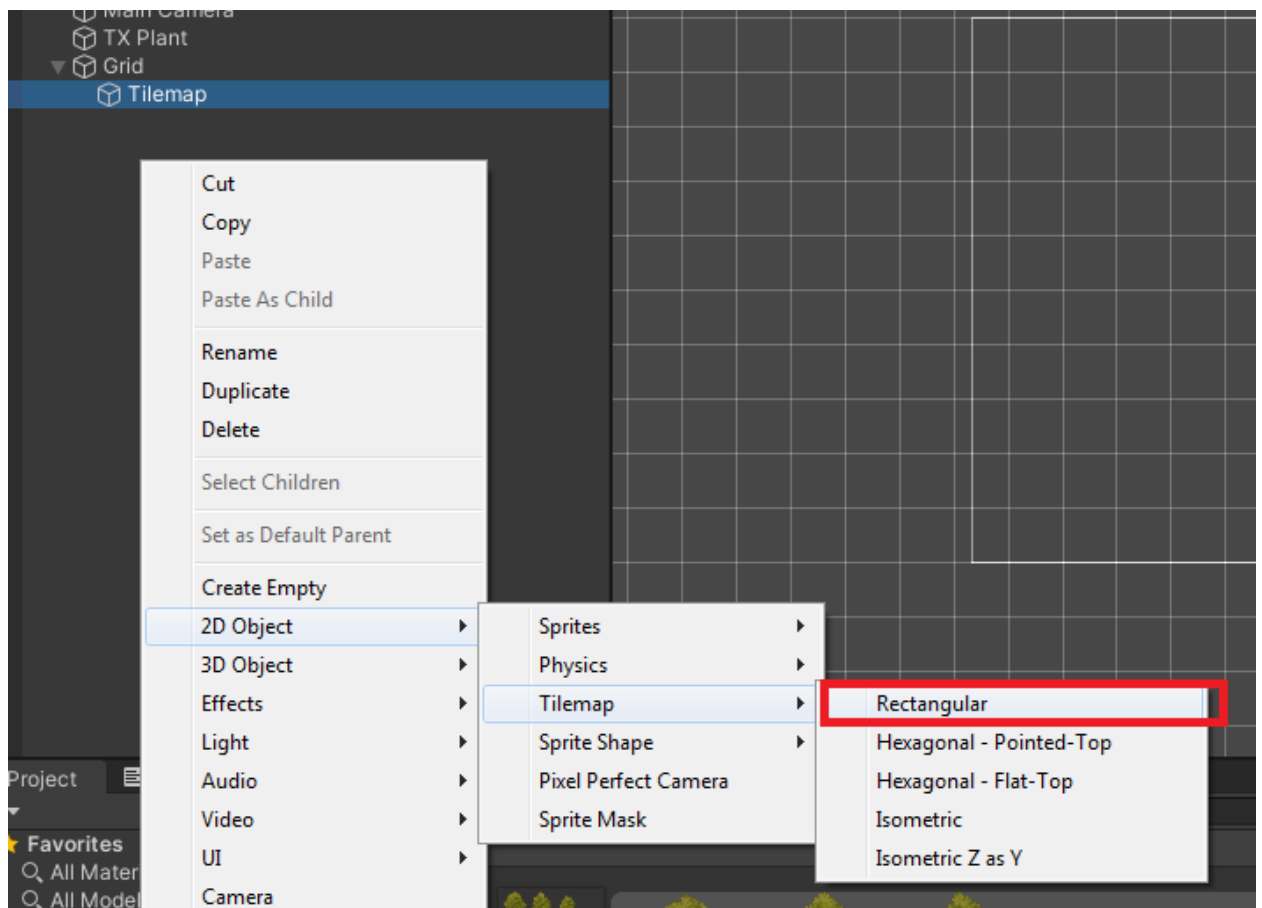 Main Camera
TX Plant
Grid
Tilemap
Cut
Copy
Paste
Paste As Child
Rename
Duplicate
Delete
Select Children
Set as Default Parent
Create Empty
2D Object
3D Object
Effects
Light
Audio
Video
UI
Camera
Sprites
Physics
Tilemap
Sprite Shape
Pixel Perfect Camera
Sprite Mask
Rectangular
Hexagonal - Pointed-Top
Hexagonal - Flat-Top
Isometric
Isometric Z as Y
Project
Favorites
All Mater
All Model